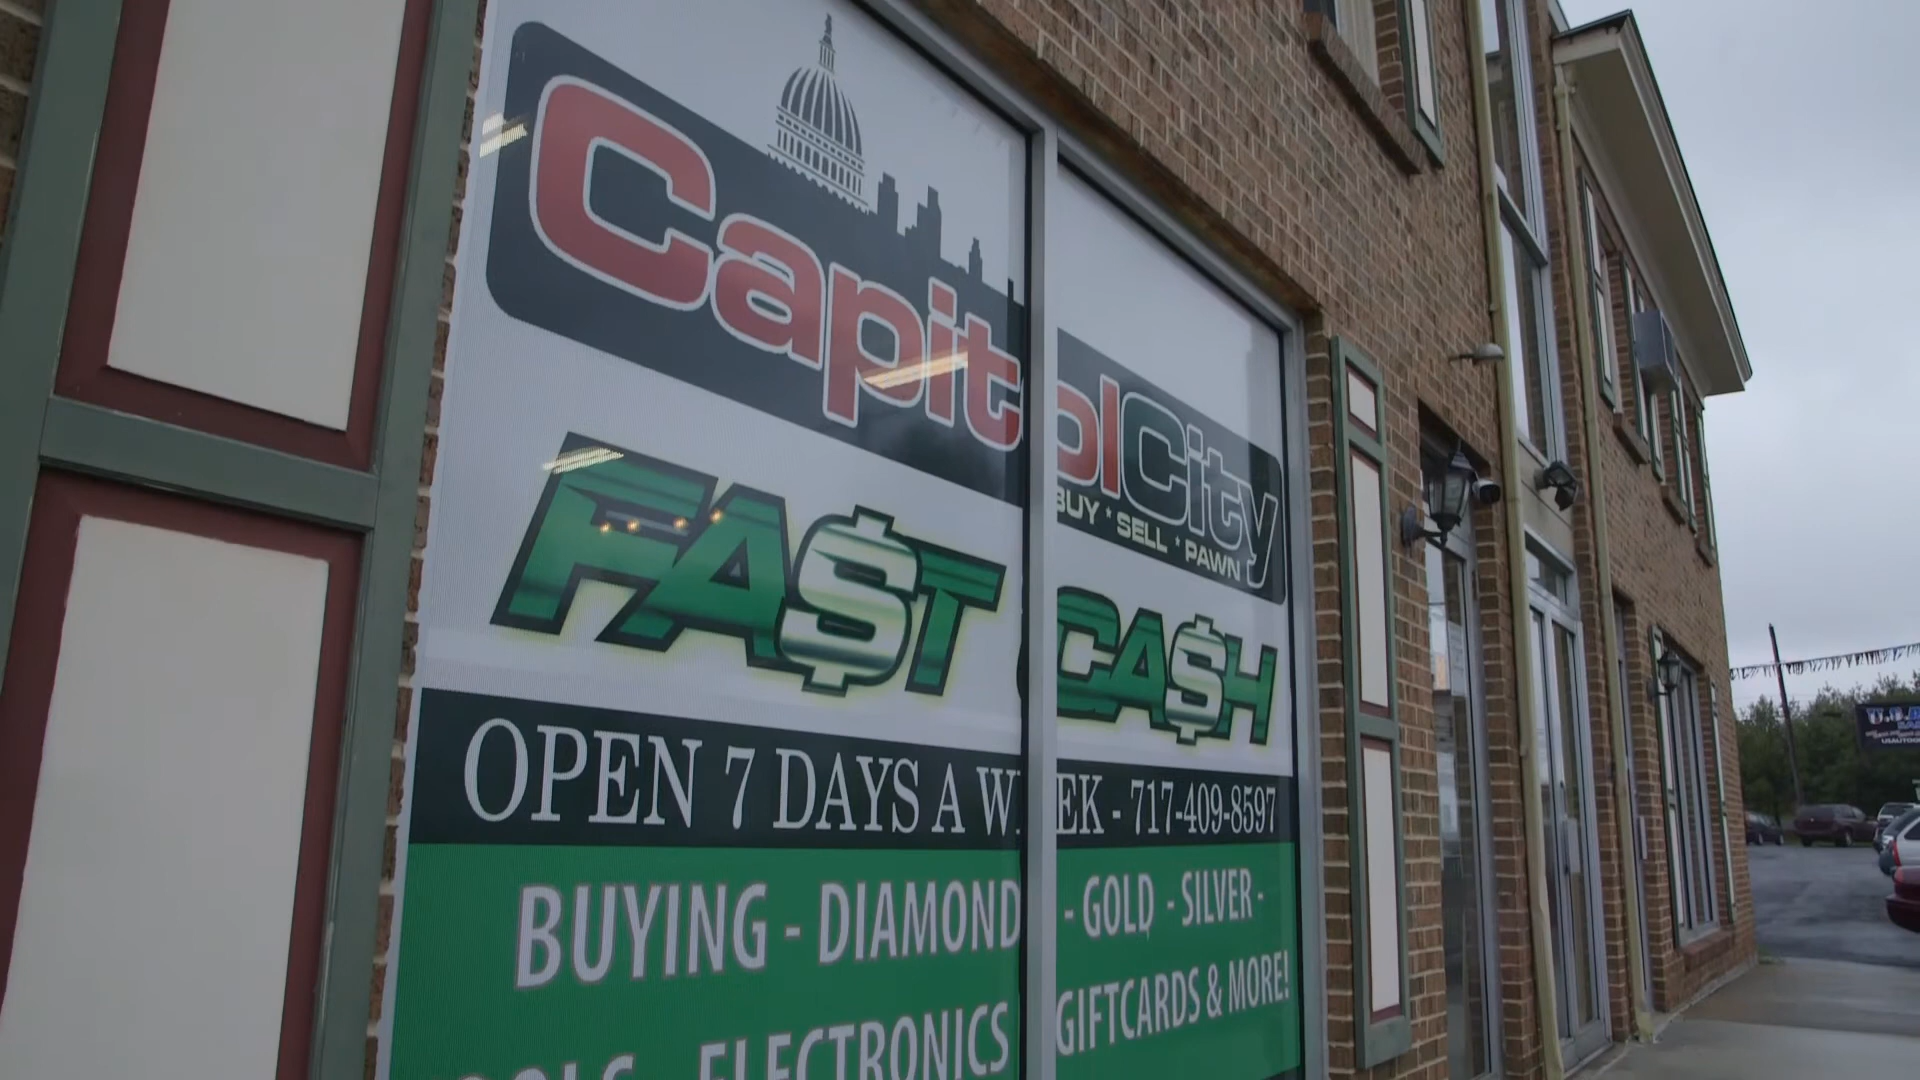 CapitolCity
BUY * SELL * PAWN
FA$T CA$H
OPEN 7 DAYS A WEEK - 717-409-8597
BUYING - DIAMOND - GOLD - SILVER -
ELECTRONICS GIFTCARDS & MORE!